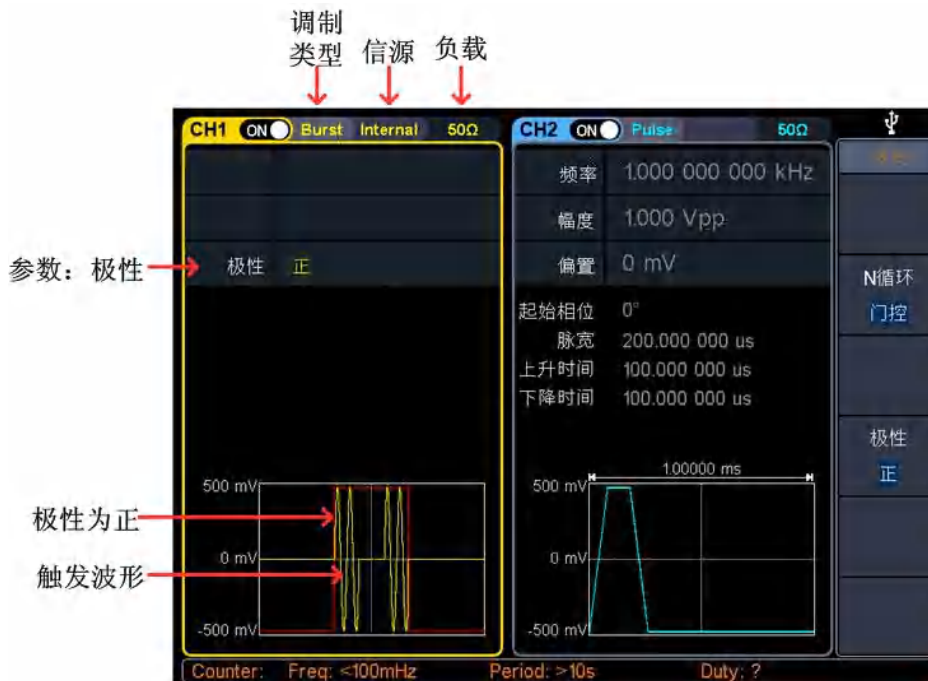 调制
类型
信源
负载
CH1 ON Burst Internal 50Ω
CH2 ON Pulse 50Ω
参数：极性
极性 正
频率 1.000 000 000 kHz
幅度 1.000 Vpp
偏置 0 mV
起始相位 0°
脉宽 200.000 000 us
上升时间 100.000 000 us
下降时间 100.000 000 us
N循环
门控
极性
正
极性为正
触发波形
500 mV
0 mV
-500 mV
1.00000 ms
500 mV
0 mV
-500 mV
Counter: Freq: <100mHz Period: >10s Duty: ?